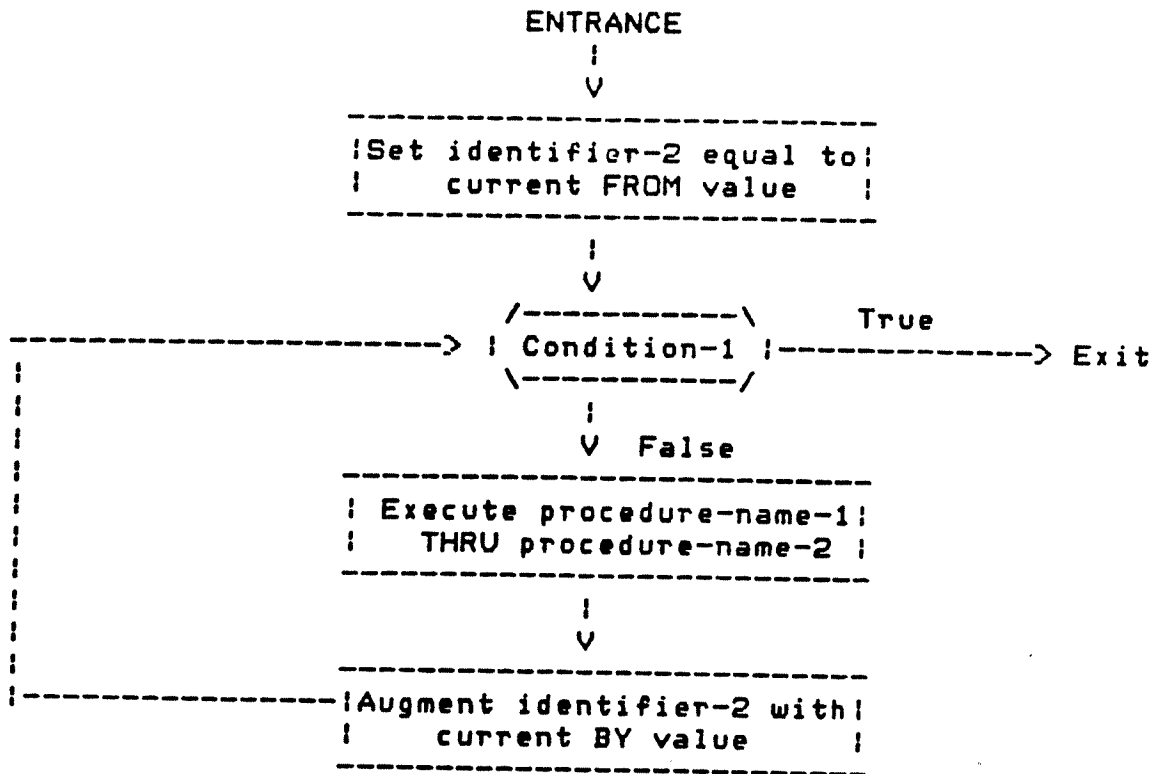 ENTRANCE
Set identifier-2 equal to
current FROM value
True
Condition-1
Exit
False
Execute procedure-name-1
THRU procedure-name-2
Augment identifier-2 with
current BY value